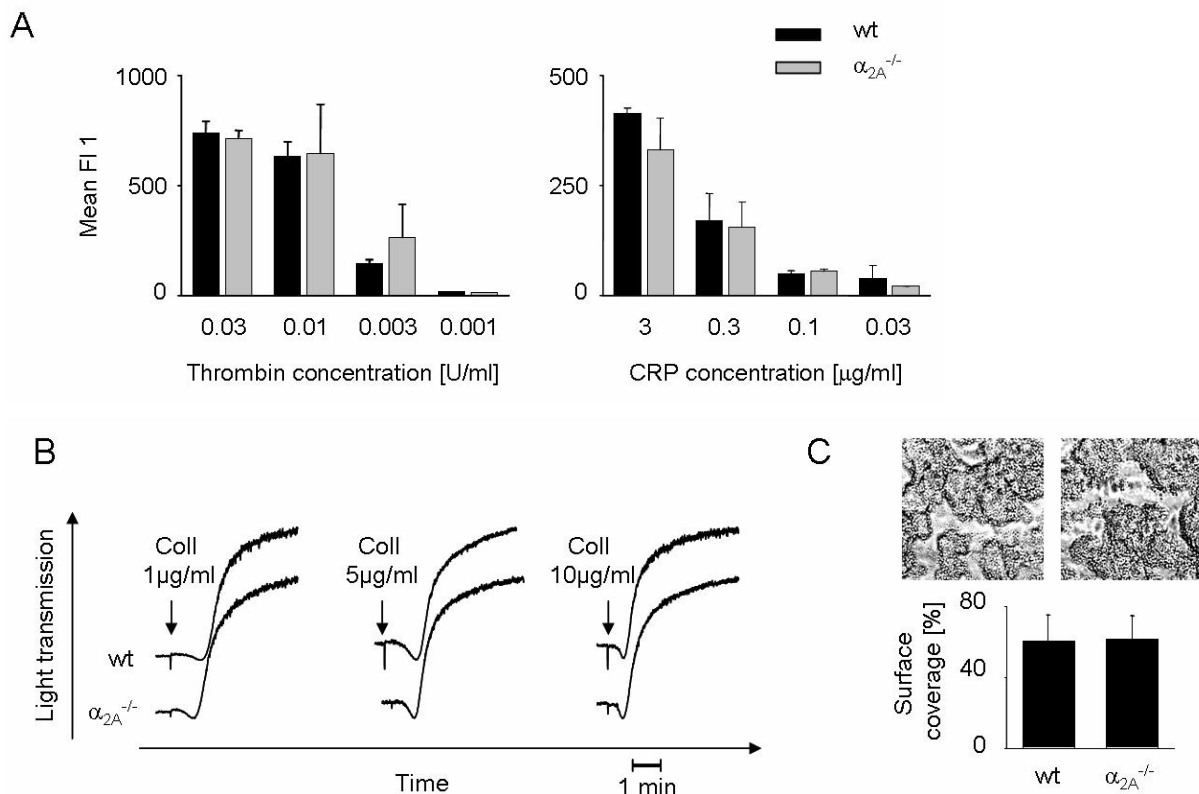 A
wt
α2A-/-
1000
500
0
Mean Fl 1
0.03 0.01 0.003 0.001
Thrombin concentration [U/ml]
500
250
0
3 0.3 0.1 0.03
CRP concentration [μg/ml]
B
Light transmission
Coll
1μg/ml
Coll
5μg/ml
Coll
10μg/ml
wt
α2A-/-
Time
1 min
C
80
40
0
Surface
coverage [%]
wt
α2A-/-